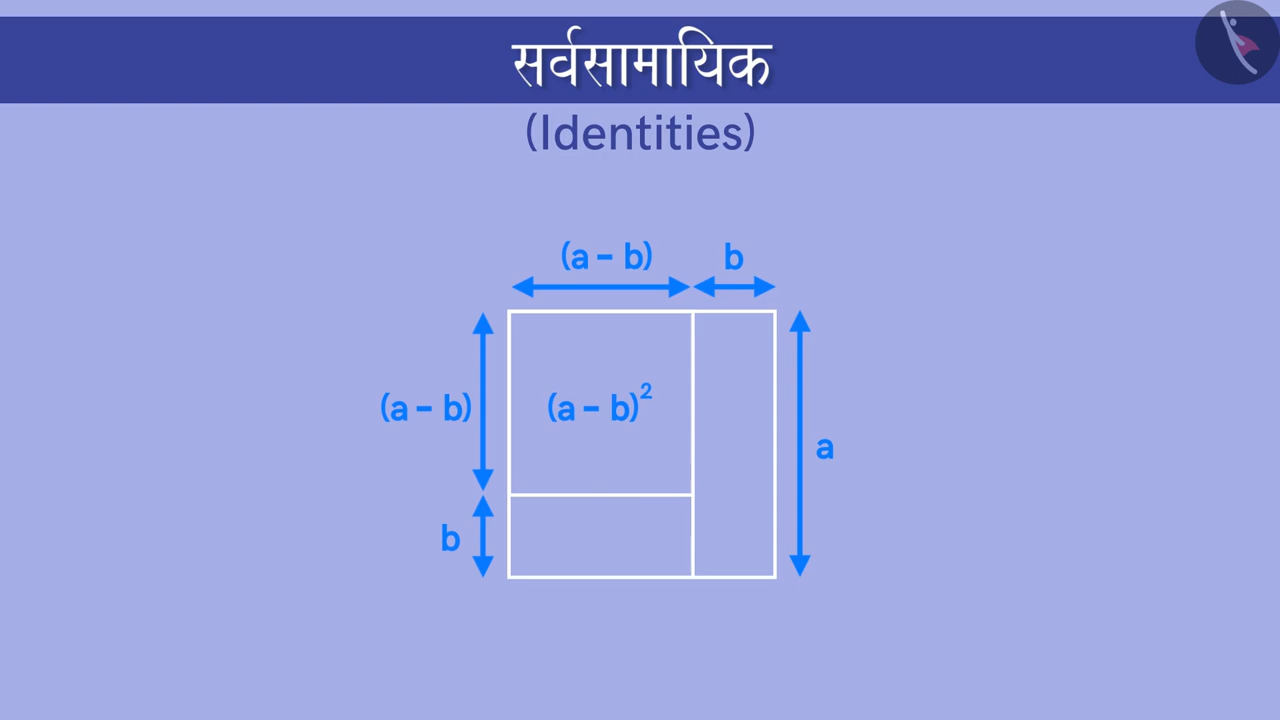 सर्वसामायिक
(Identities)
(a – b) b
(a – b) (a – b)²
a
b